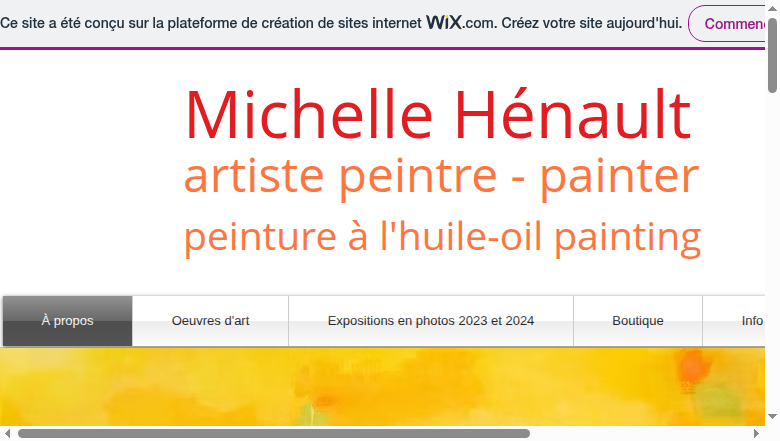 Ce site a été conçu sur la plateforme de création de sites internet WiX.com. Créez votre site aujourd'hui.
Michelle Hénault
artiste peintre - painter
peinture à l'huile-oil painting
À propos
Oeuvres d'art
Expositions en photos 2023 et 2024
Boutique
Info